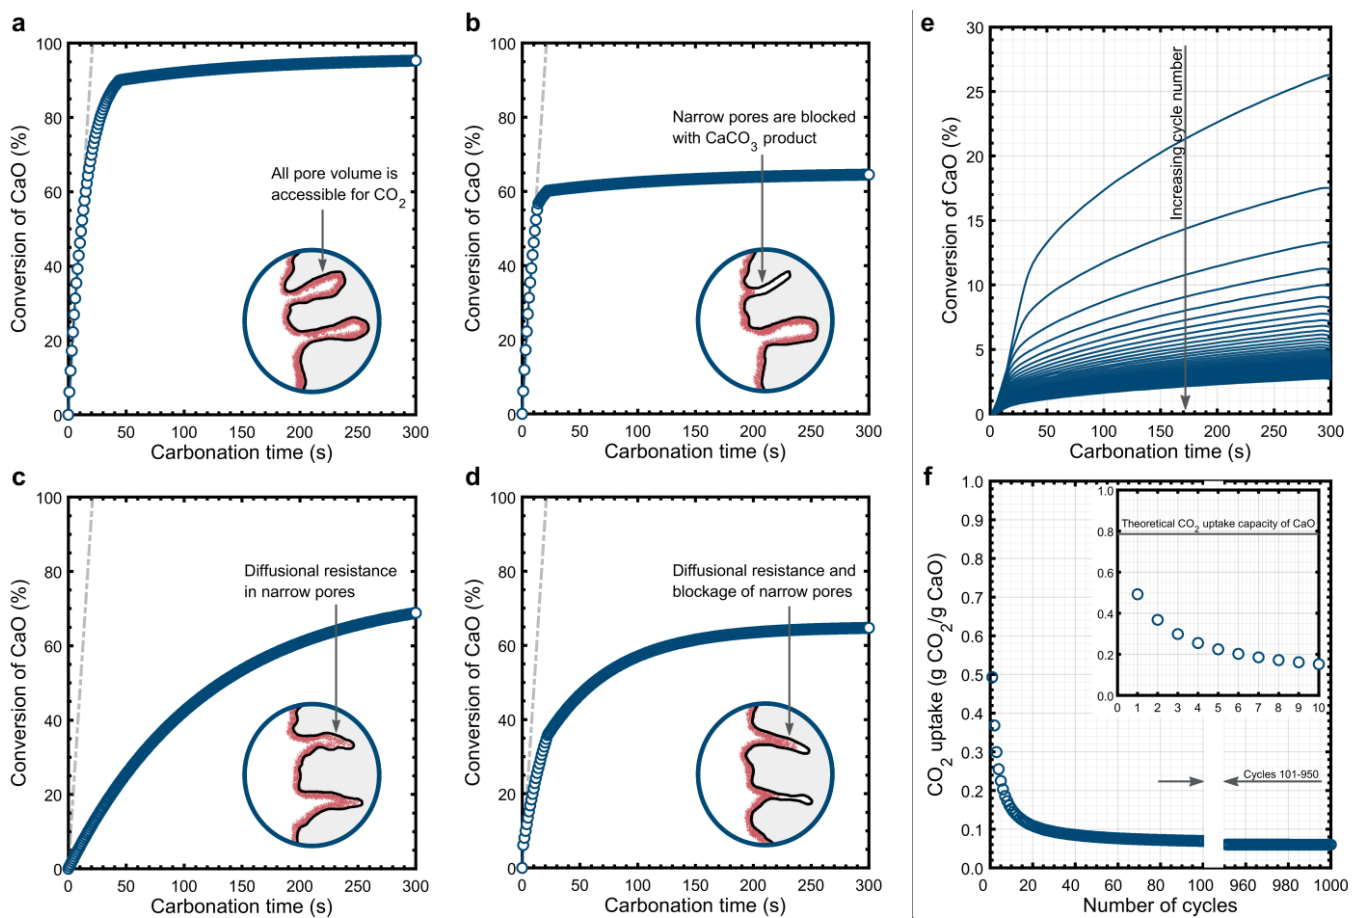 a
100
80
60
40
20
0
Conversion of CaO (%)
All pore volume is
accessible for CO2
0 50 100 150 200 250 300
Carbonation time (s)
b
100
80
60
40
20
0
Conversion of CaO (%)
Narrow pores are blocked
with CaCO3 product
0 50 100 150 200 250 300
Carbonation time (s)
c
100
80
60
40
20
0
Conversion of CaO (%)
Diffusional resistance
in narrow pores
0 50 100 150 200 250 300
Carbonation time (s)
d
100
80
60
40
20
0
Conversion of CaO (%)
Diffusional resistance and
blockage of narrow pores
0 50 100 150 200 250 300
Carbonation time (s)
e
30
25
20
15
10
5
0
Conversion of CaO (%)
Increasing cycle number
0 50 100 150 200 250 300
Carbonation time (s)
f
1.0
0.9
0.8
0.7
0.6
0.5
0.4
0.3
0.2
0.1
0.0
CO2 uptake (g CO2/g CaO)
1.0
0.8
0.6
0.4
0.2
0.0
Theoretical CO2 uptake capacity of CaO
0 1 2 3 4 5 6 7 8 9 10
Cycles 101-950
0 20 40 60 80 100 960 980 1000
Number of cycles